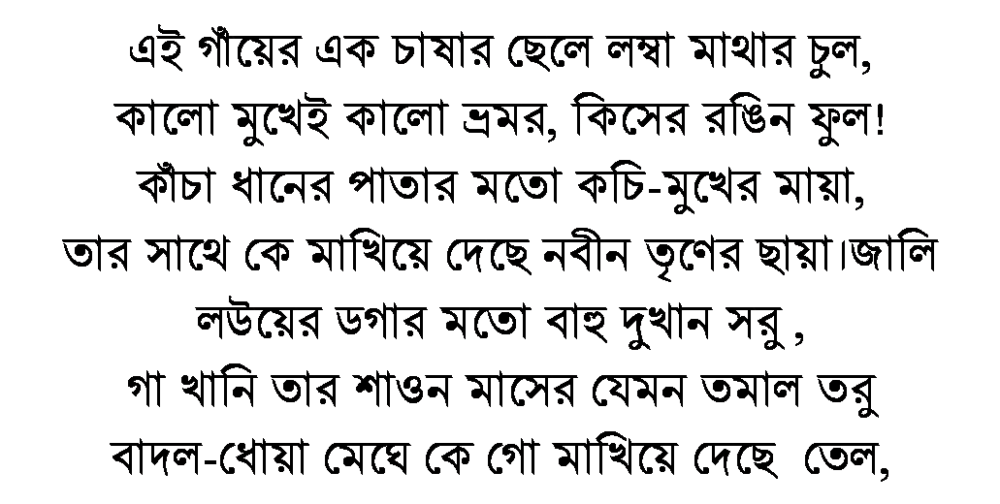 এই গাঁয়ের এক চাষার ছেলে লম্বা মাথার চুল,
কালো মুখেই কালো ভ্রমর, কিসের রঙিন ফুল!
কাঁচা ধানের পাতার মতো কচি-মুখের মায়া,
তার সাথে কে মাখিয়ে দেছে নবীন তৃণের ছায়া।জালি
লউয়ের ডগার মতো বাহু দুখান সরু ,
গা খানি তার শাওন মাসের যেমন তমাল তরু
বাদল-ধোয়া মেঘে কে গো মাখিয়ে দেছে  তেল,